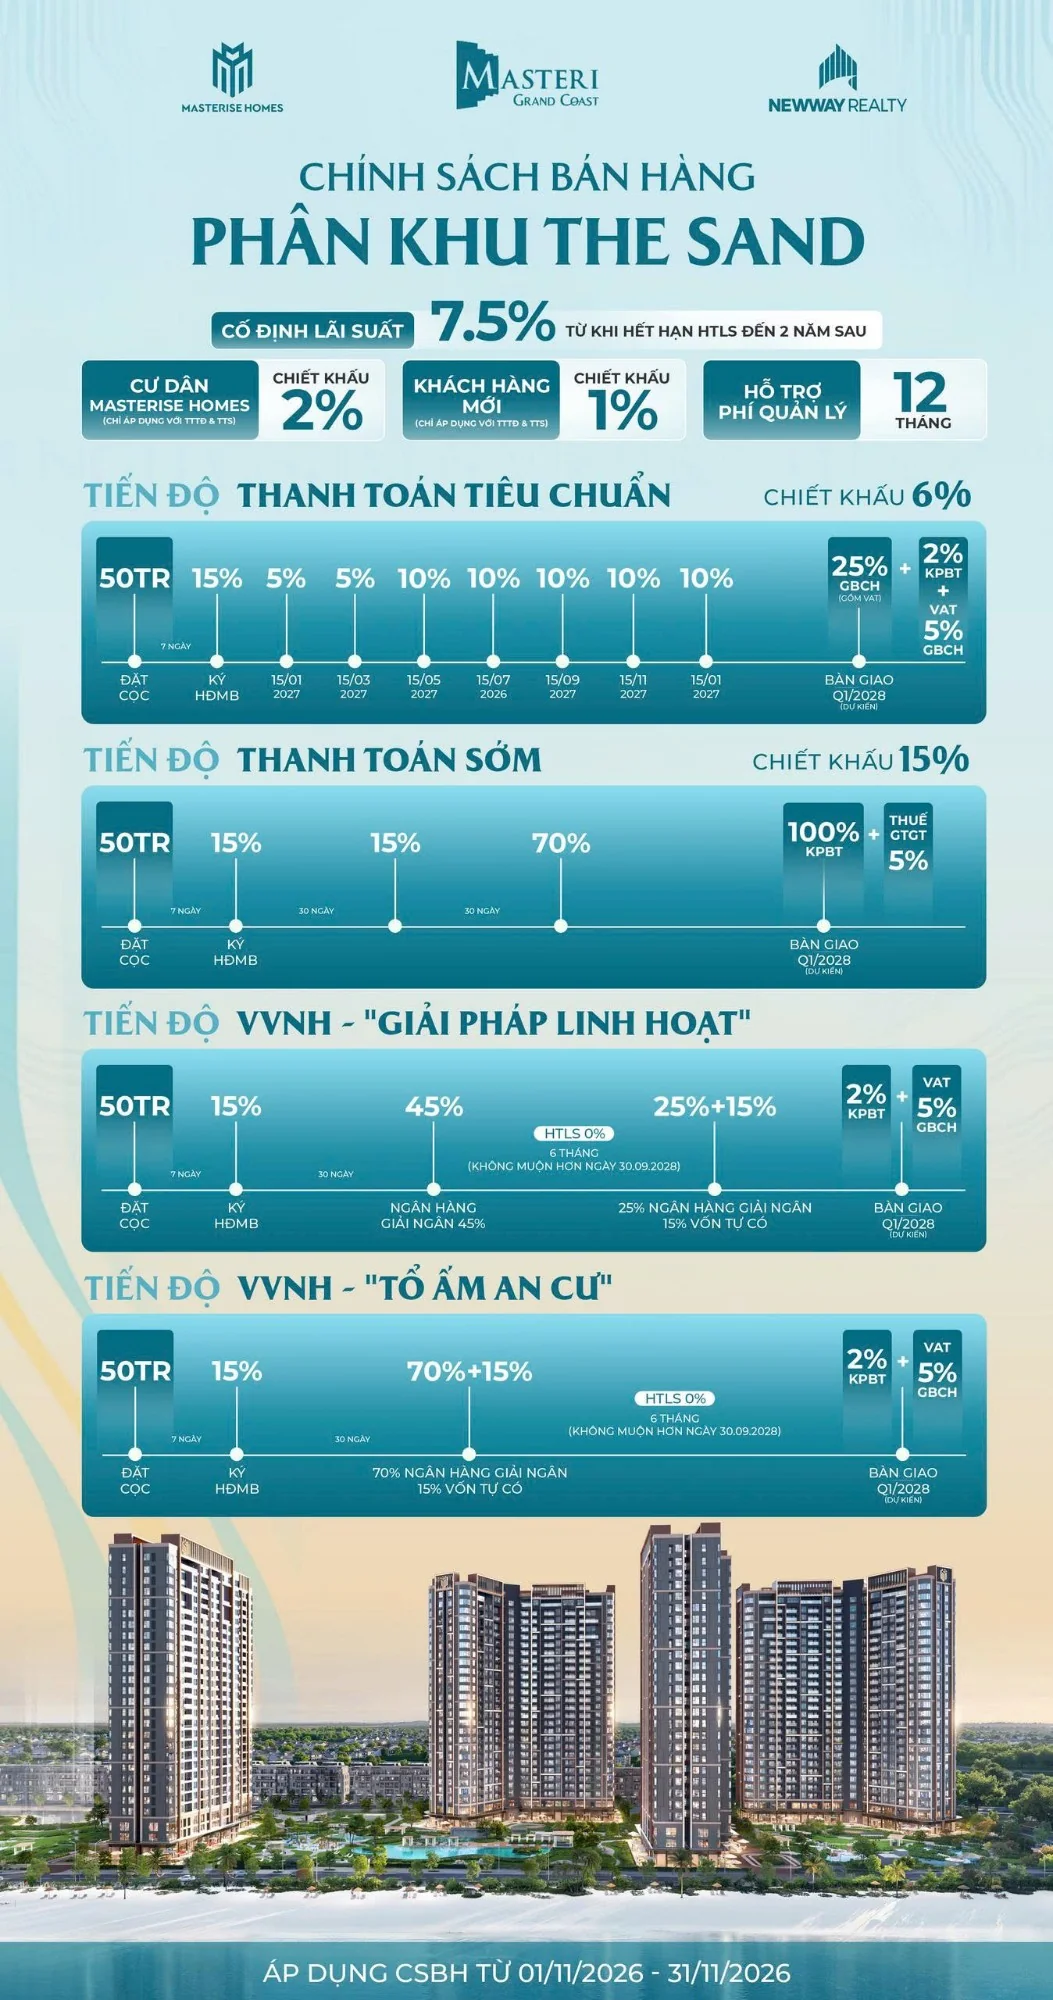 MASTERISE HOMES
MASTERI
GRAND COAST
NEWWAY REALTY
CHÍNH SÁCH BÁN HÀNG
PHÂN KHU THE SAND
CỐ ĐỊNH LÃI SUẤT 7.5% TỪ KHI HẾT HẠN HTLS ĐẾN 2 NĂM SAU
CƯ DÂN
MASTERISE HOMES
(CHỈ ÁP DỤNG VỚI TTTĐ & TTS)
CHIẾT KHẤU
2%
KHÁCH HÀNG
MỚI
(CHỈ ÁP DỤNG VỚI TTTĐ & TTS)
CHIẾT KHẤU
1%
HỖ TRỢ
PHÍ QUẢN LÝ
12
THÁNG
TIẾN ĐỘ THANH TOÁN TIÊU CHUẨN CHIẾT KHẤU 6%
50TR 15% 5% 5% 10% 10% 10% 10% 10%
25%
GBCH
(GỒM VAT)
+
2%
KPBT
+
VAT
5%
GBCH
7 NGÀY
ĐẶT
CỌC
KÝ
HĐMB
15/01
2027
15/03
2027
15/05
2027
15/07
2026
15/09
2027
15/11
2027
15/01
2027
BÀN GIAO
Q1/2028
(DỰ KIẾN)
TIẾN ĐỘ THANH TOÁN SỚM CHIẾT KHẤU 15%
50TR 15% 15% 70%
100%
KPBT
+
THUẾ
GTGT
5%
7 NGÀY 30 NGÀY 30 NGÀY
ĐẶT
CỌC
KÝ
HĐMB
BÀN GIAO
Q1/2028
(DỰ KIẾN)
TIẾN ĐỘ VVNH - "GIẢI PHÁP LINH HOẠT"
50TR 15% 45% 25%+15%
2%
KPBT
+
VAT
5%
GBCH
HTLS 0%
6 THÁNG
(KHÔNG MUỘN HƠN NGÀY 30.09.2028)
7 NGÀY 30 NGÀY
ĐẶT
CỌC
KÝ
HĐMB
NGÂN HÀNG
GIẢI NGÂN 45%
25% NGÂN HÀNG GIẢI NGÂN
15% VỐN TỰ CÓ
BÀN GIAO
Q1/2028
(DỰ KIẾN)
TIẾN ĐỘ VVNH - "TỔ ẤM AN CƯ"
50TR 15% 70%+15%
2%
KPBT
+
VAT
5%
GBCH
HTLS 0%
6 THÁNG
(KHÔNG MUỘN HƠN NGÀY 30.09.2028)
7 NGÀY 30 NGÀY
ĐẶT
CỌC
KÝ
HĐMB
70% NGÂN HÀNG GIẢI NGÂN
15% VỐN TỰ CÓ
BÀN GIAO
Q1/2028
(DỰ KIẾN)
ÁP DỤNG CSBH TỪ 01/11/2026 - 31/11/2026